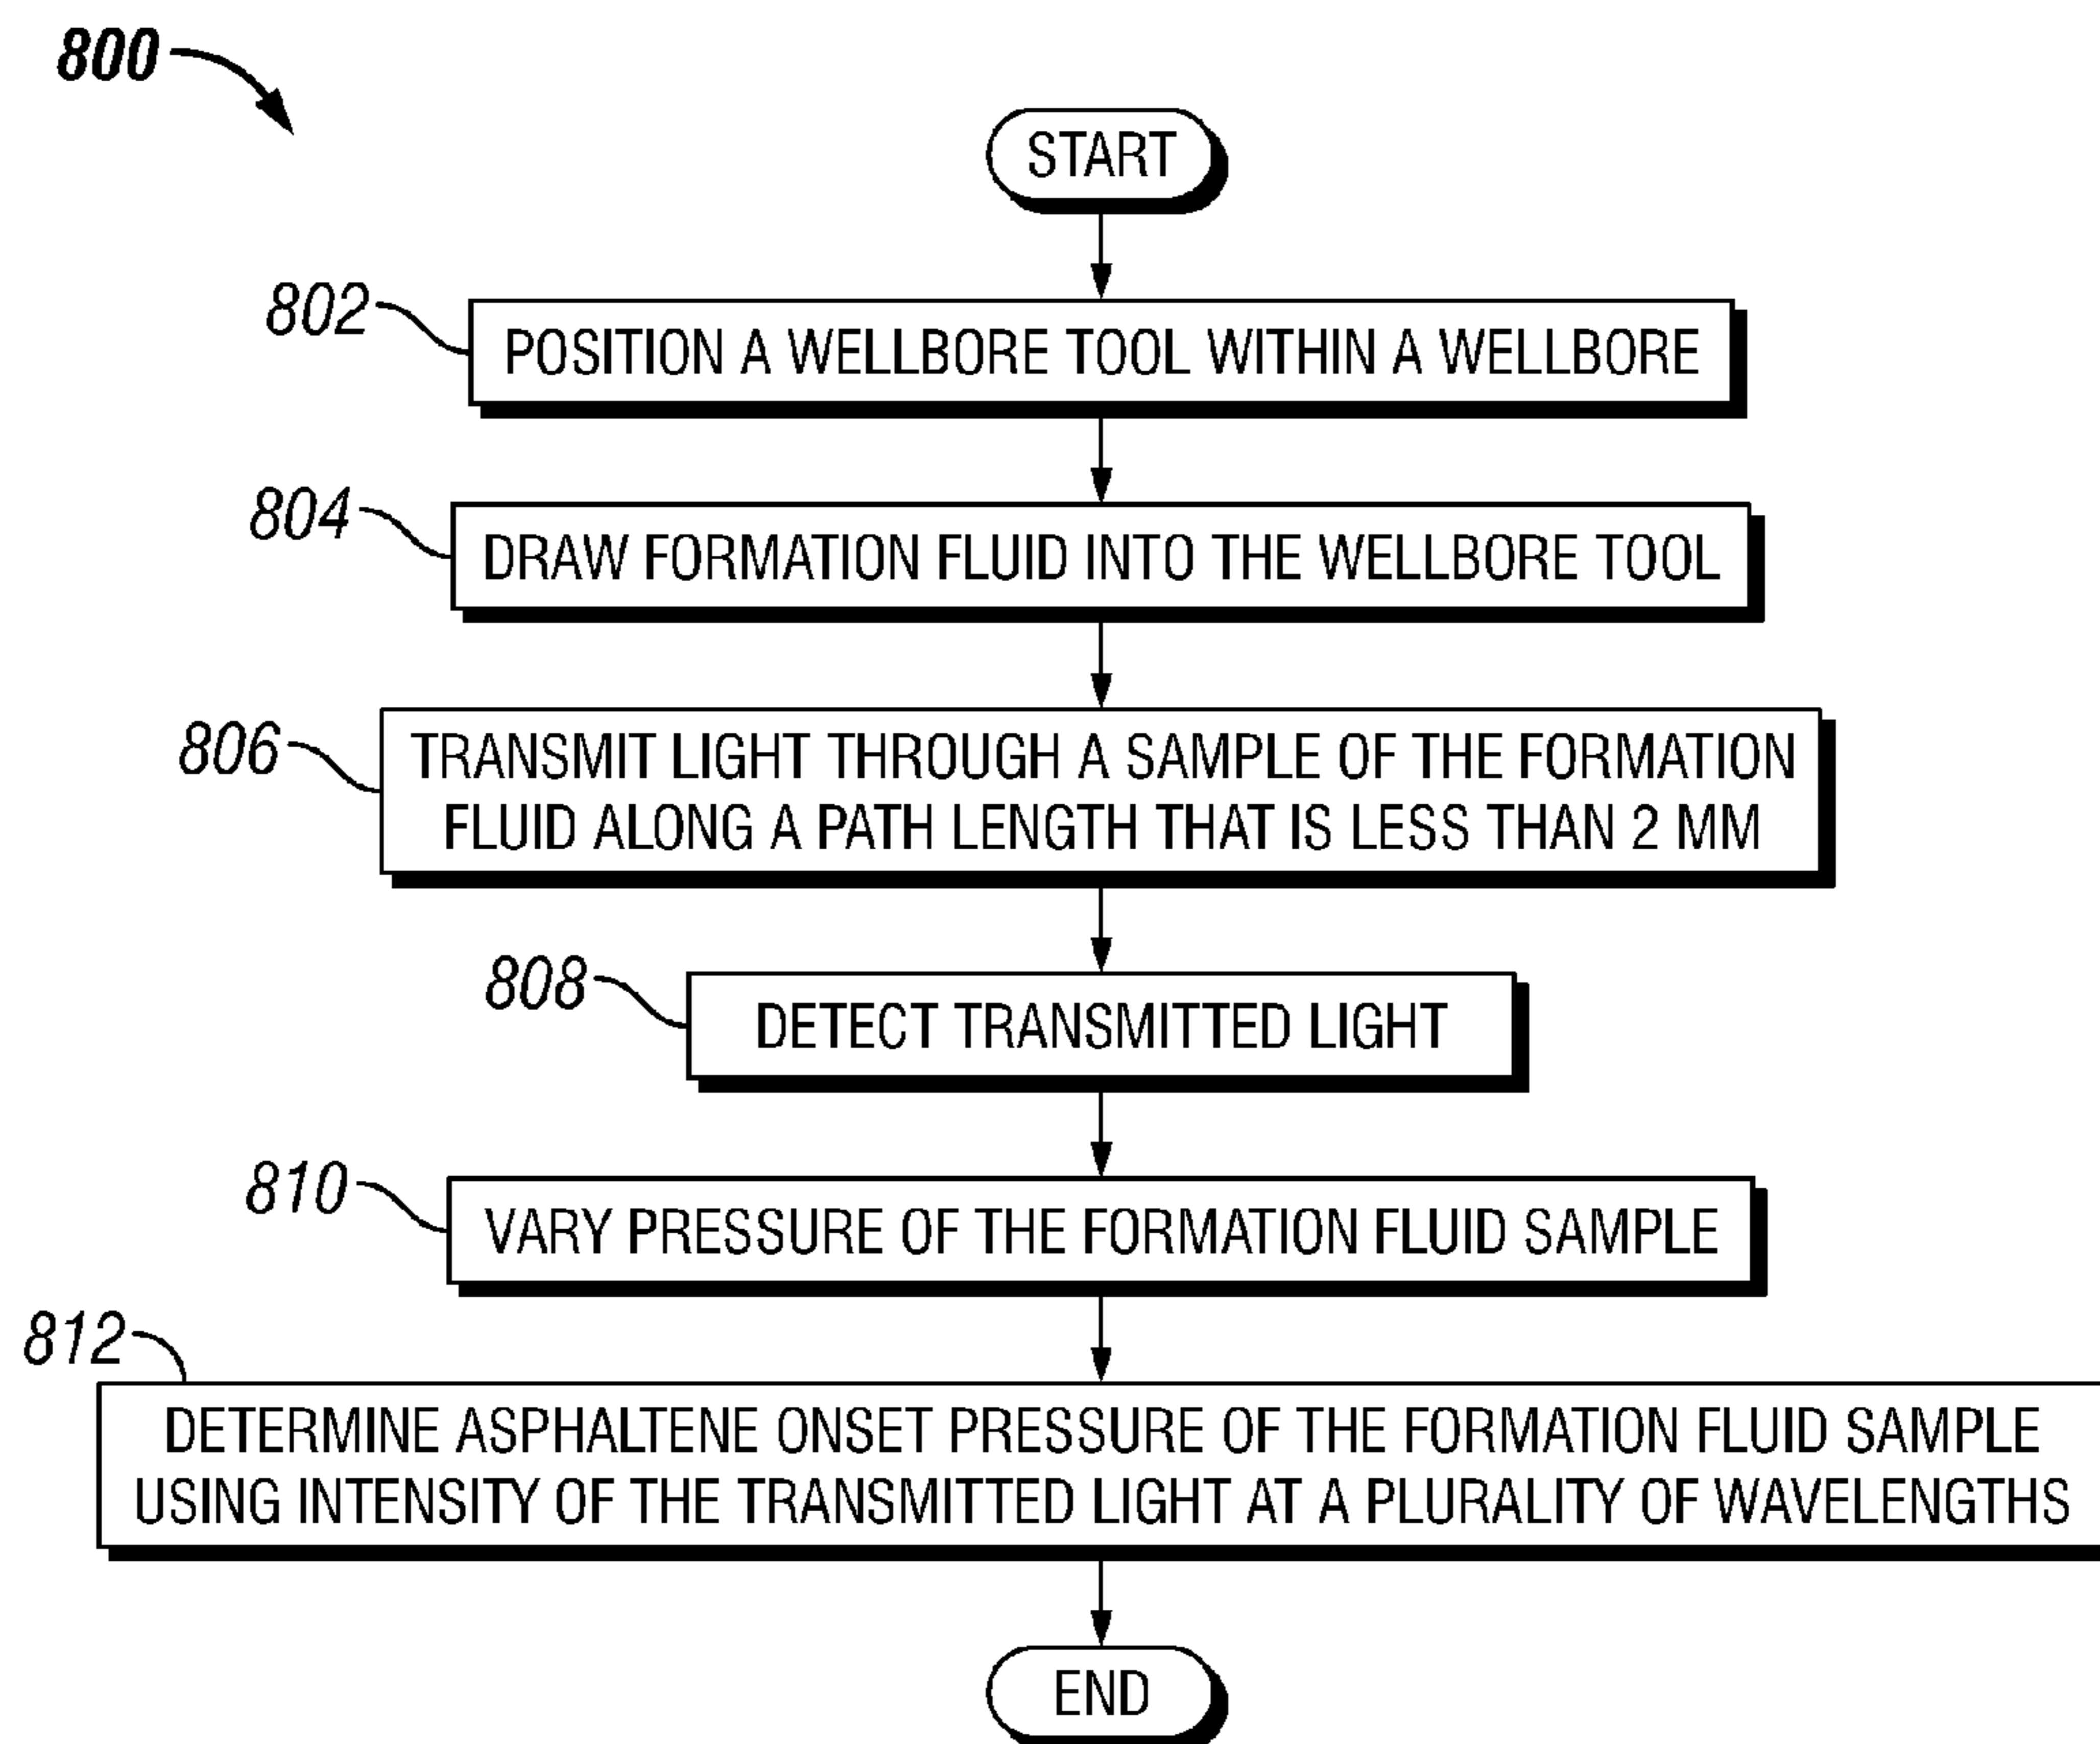 800
START
802
POSITION A WELLBORE TOOL WITHIN A WELLBORE
804
DRAW FORMATION FLUID INTO THE WELLBORE TOOL
806
TRANSMIT LIGHT THROUGH A SAMPLE OF THE FORMATION
FLUID ALONG A PATH LENGTH THAT IS LESS THAN 2 MM
808
DETECT TRANSMITTED LIGHT
810
VARY PRESSURE OF THE FORMATION FLUID SAMPLE
812
DETERMINE ASPHALTENE ONSET PRESSURE OF THE FORMATION FLUID SAMPLE
USING INTENSITY OF THE TRANSMITTED LIGHT AT A PLURALITY OF WAVELENGTHS
END